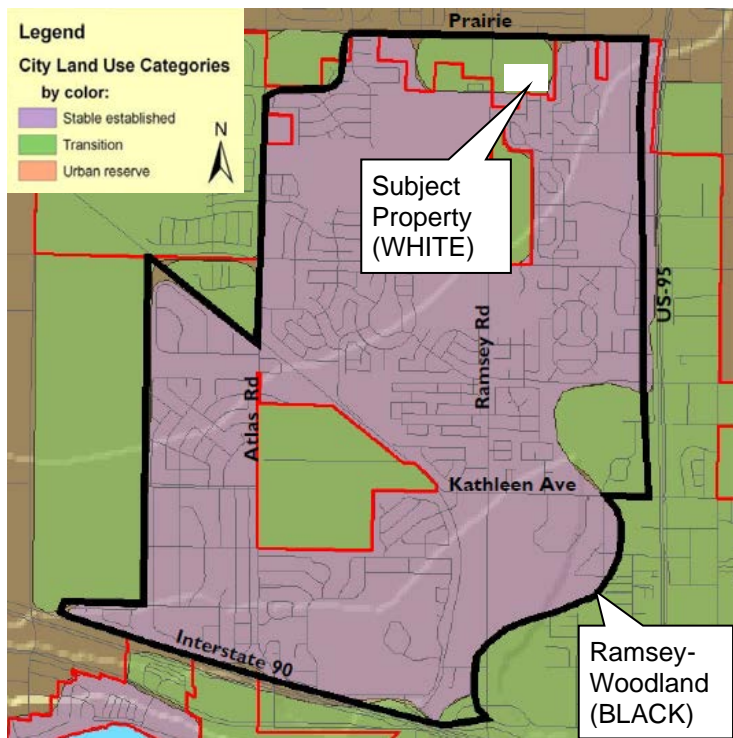 Prairie
Legend
City Land Use Categories
by color:
Stable established
Transition
Urban reserve
N
Subject
Property
(WHITE)
US-95
Ramsey Rd
Atlas Rd
Kathleen Ave
Interstate 90
Ramsey-
Woodland
(BLACK)